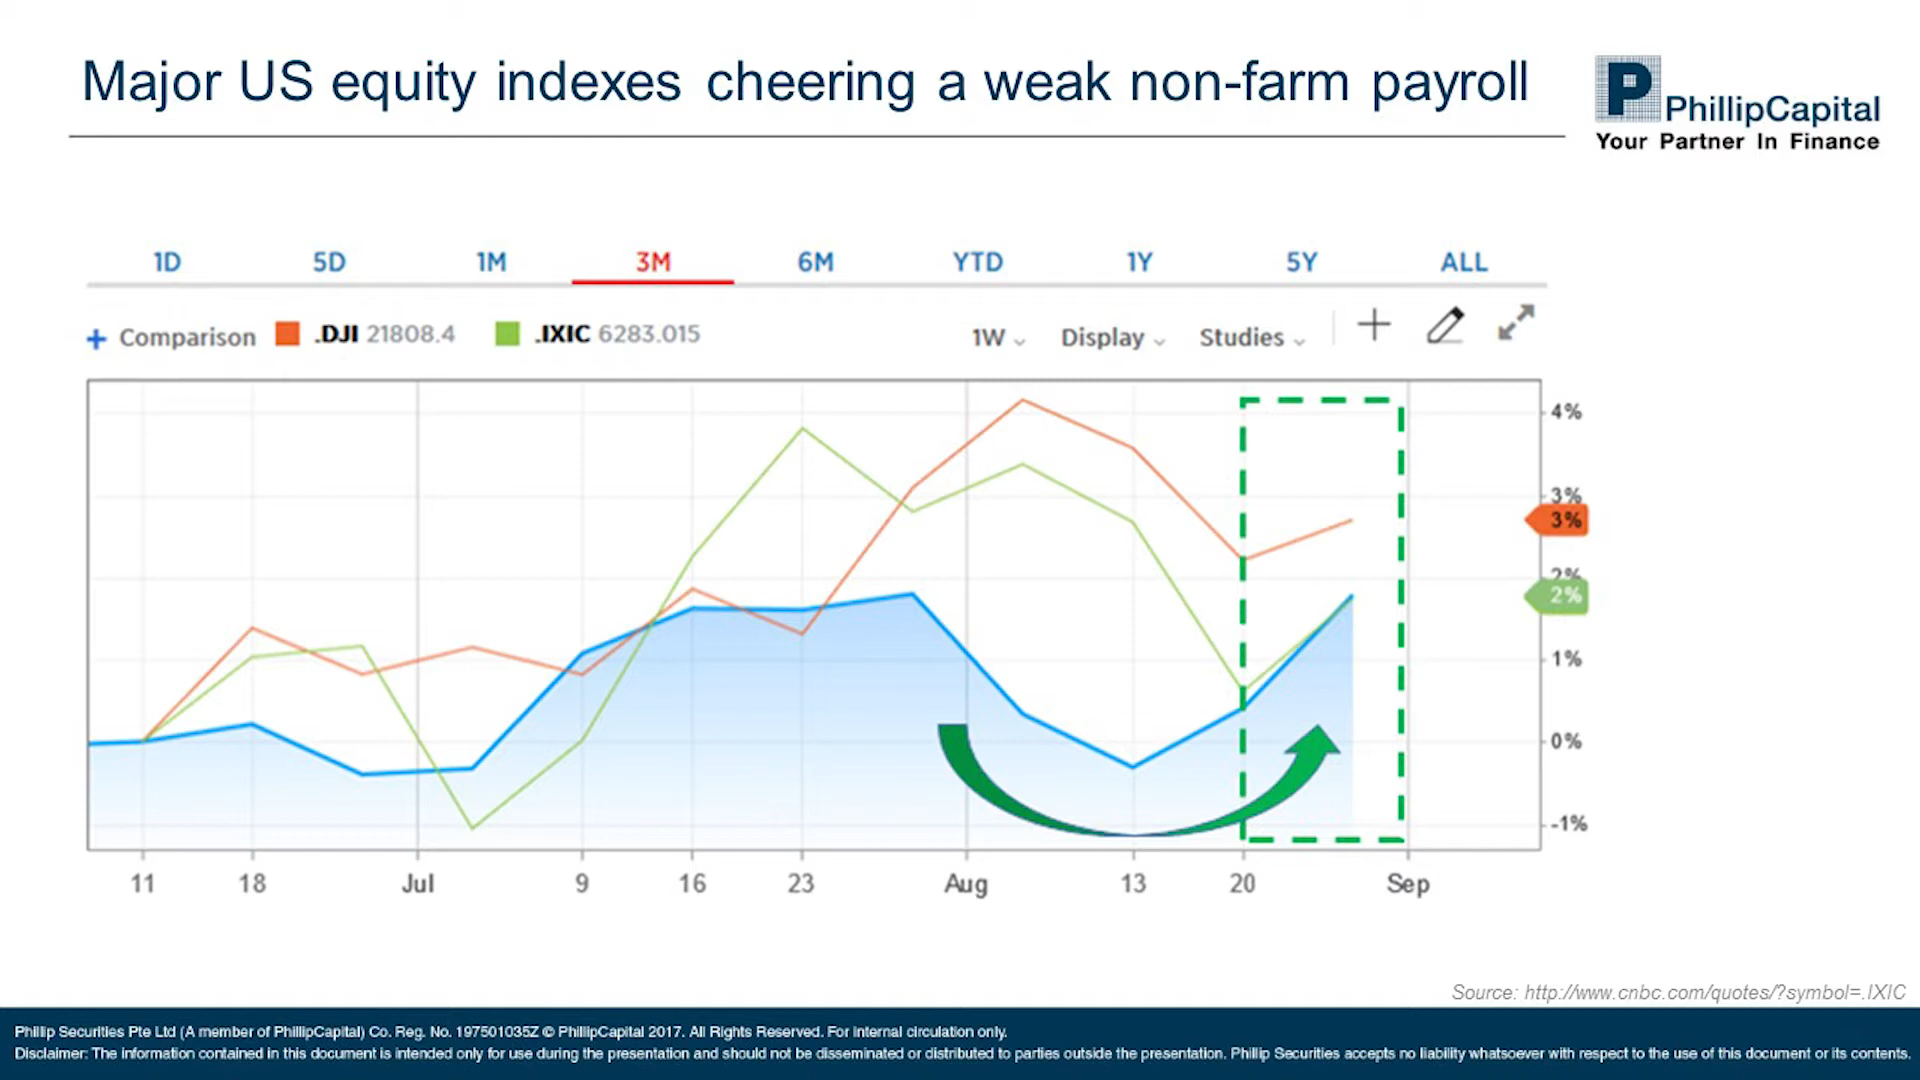 Major US equity indexes cheering a weak non-farm payroll
P PhillipCapital
Your Partner In Finance
1D 5D 1M 3M 6M YTD 1Y 5Y ALL
+ Comparison .DJI 21808.4 .IXIC 6283.015 1W Display Studies
4%
3%
3%
2%
2%
1%
0%
-1%
11 18 Jul 9 16 23 Aug 13 20 Sep
Source: http://www.cnbc.com/quotes/?symbol=.IXIC
Phillip Securities Pte Ltd (A member of PhillipCapital) Co. Reg. No. 197501035Z © PhillipCapital 2017. All Rights Reserved. For internal circulation only.
Disclaimer: The information contained in this document is intended only for use during the presentation and should not be disseminated or distributed to parties outside the presentation. Phillip Securities accepts no liability whatsoever with respect to the use of this document or its contents.